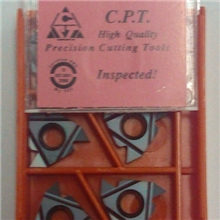 C.P.T.
High Quality
Precision Cutting Tools
Inspected!